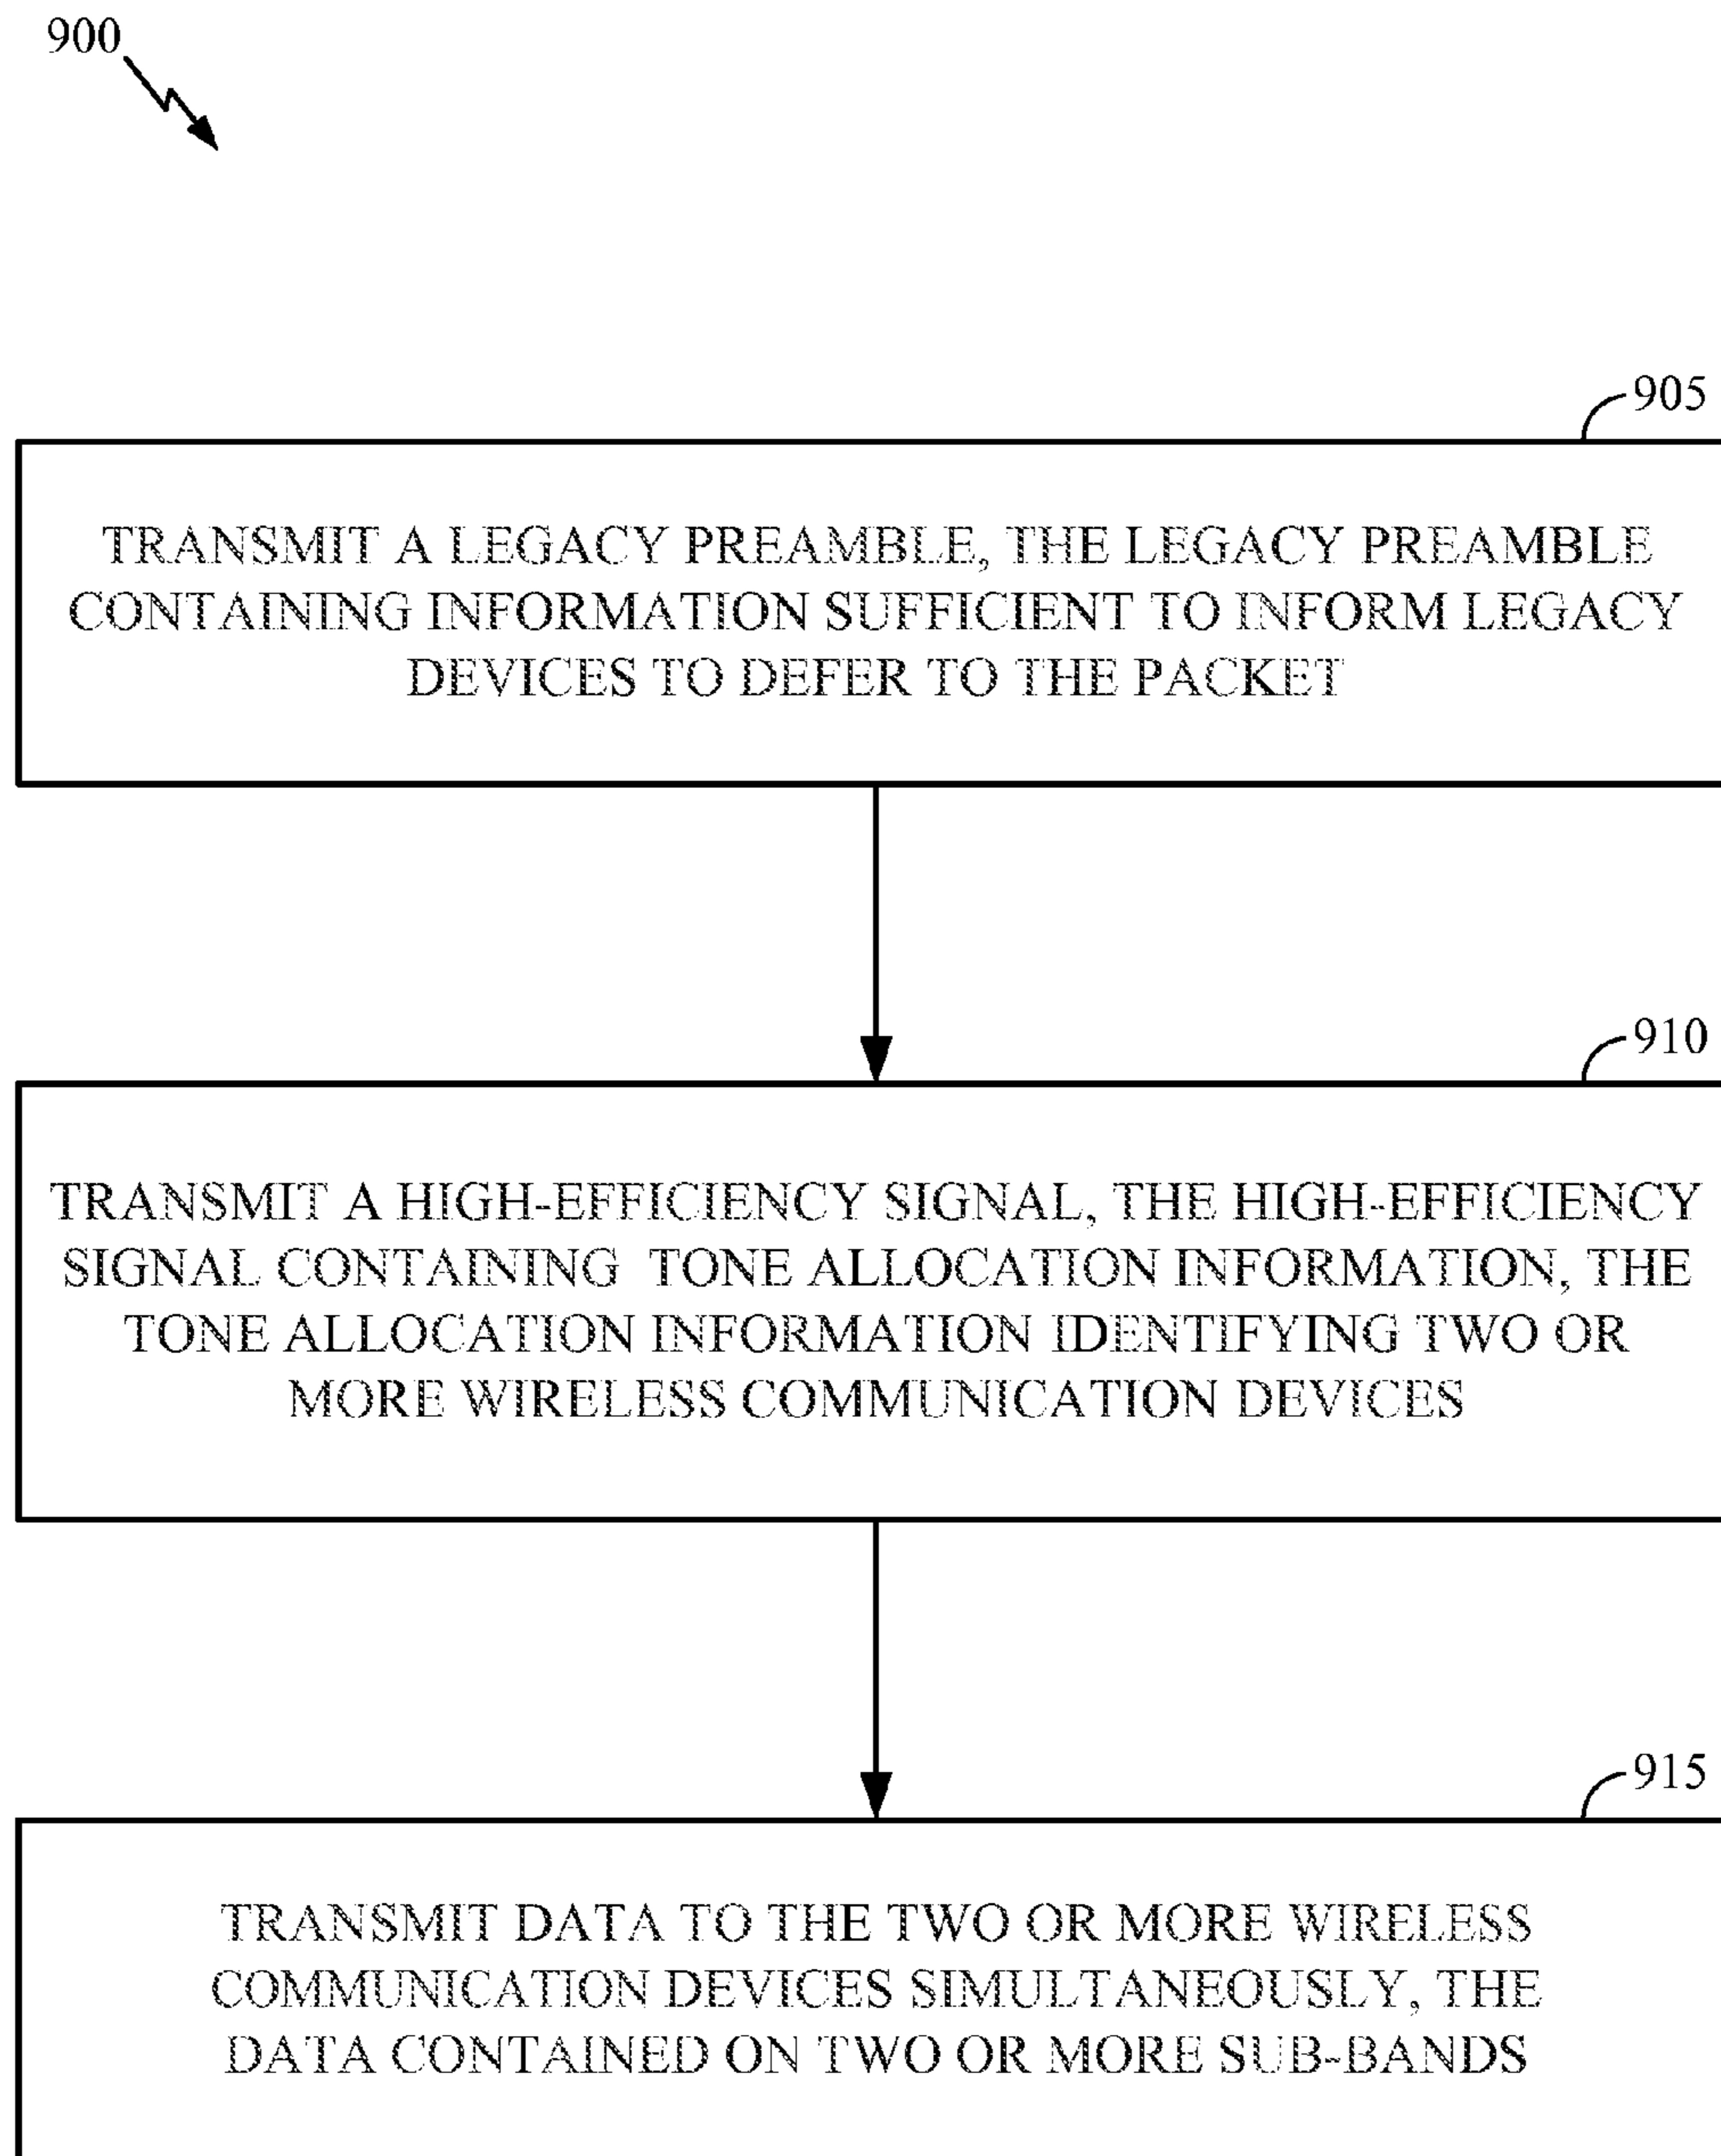 900
905
TRANSMIT A LEGACY PREAMBLE, THE LEGACY PREAMBLE
CONTAINING INFORMATION SUFFICIENT TO INFORM LEGACY
DEVICES TO DEFER TO THE PACKET
910
TRANSMIT A HIGH-EFFICIENCY SIGNAL, THE HIGH-EFFICIENCY
SIGNAL CONTAINING TONE ALLOCATION INFORMATION, THE
TONE ALLOCATION INFORMATION IDENTIFYING TWO OR
MORE WIRELESS COMMUNICATION DEVICES
915
TRANSMIT DATA TO THE TWO OR MORE WIRELESS
COMMUNICATION DEVICES SIMULTANEOUSLY, THE
DATA CONTAINED ON TWO OR MORE SUB-BANDS